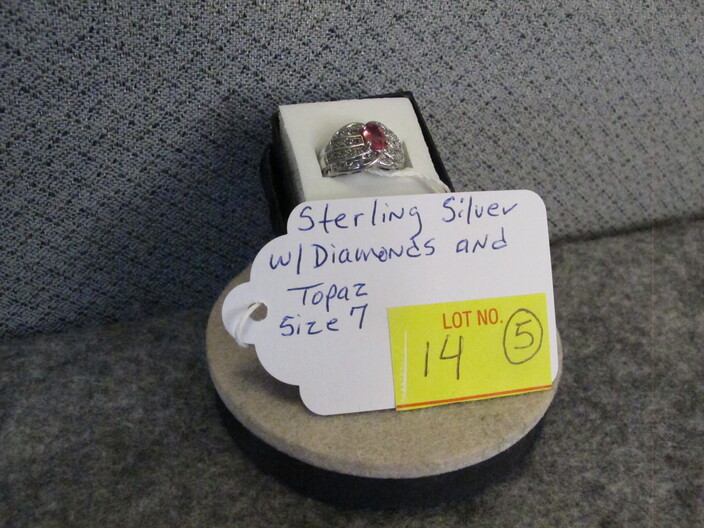 Sterling Silver
w/ Diamonds and
Topaz
Size 7
LOT NO.
14 5